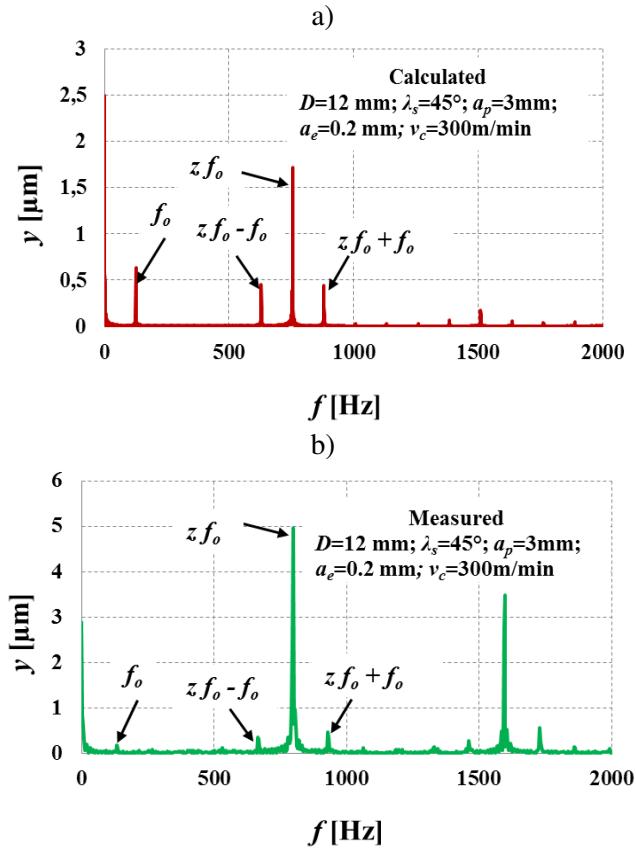 a)
3
2,5
2
1,5
1
0,5
0
y [µm]
Calculated
D=12 mm; λs=45°; ap=3mm;
ae=0.2 mm; vc=300m/min
z fo
fo
z fo - fo
z fo + fo
0 500 1000 1500 2000
f [Hz]
b)
6
5
4
3
2
1
0
y [µm]
Measured
D=12 mm; λs=45°; ap=3mm;
ae=0.2 mm; vc=300m/min
z fo
fo
z fo - fo
z fo + fo
0 500 1000 1500 2000
f [Hz]